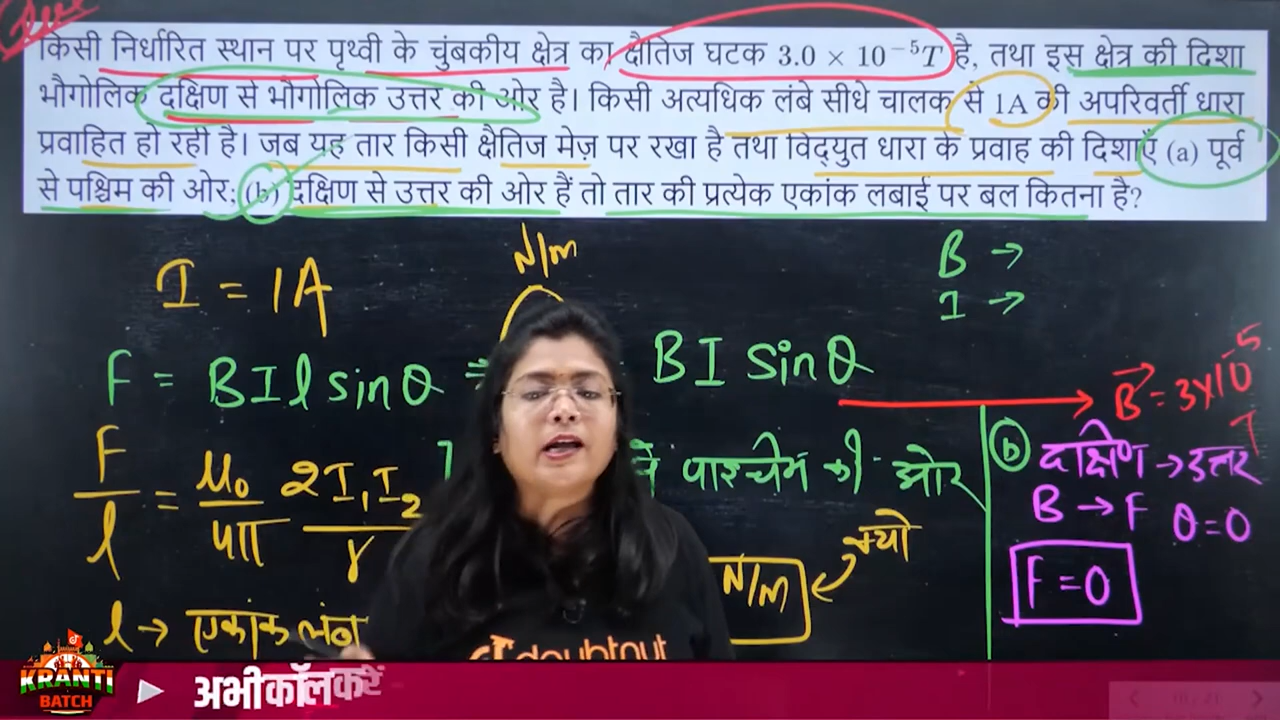 किसी निर्धारित स्थान पर पृथ्वी के चुंबकीय क्षेत्र का क्षैतिज घटक 3.0 × 10⁻⁵T है, तथा इस क्षेत्र की दिशा
भौगोलिक दक्षिण से भौगोलिक उत्तर की ओर है। किसी अत्यधिक लंबे सीधे चालक से 1A की अपरिवर्ती धारा
प्रवाहित हो रही है। जब यह तार किसी क्षैतिज मेज़ पर रखा है तथा विद्युत धारा के प्रवाह की दिशाएँ (a) पूर्व
से पश्चिम की ओर; (b) दक्षिण से उत्तर की ओर हैं तो तार की प्रत्येक एकांक लबाई पर बल कितना है?
N/m
B →
I = 1A
1 →
F = BIl sinθ =
BI sinθ
B⃗ = 3×10⁻⁵
T
F/l = μ₀/4π 2I₁I₂/r
पश्चिम की ओर
(b) दक्षिण → उत्तर
B → F θ=0
क्यो
N/m
F = 0
l → एकांक लंबा
doubtnut
KRANTI
BATCH
अभी कॉल करें